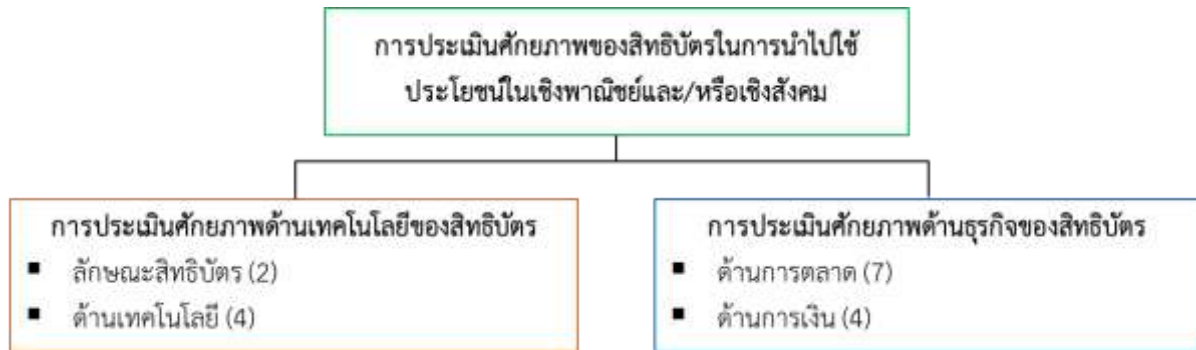 การประเมินศักยภาพของสิทธิบัตรในการนำไปใช้
ประโยชน์ในเชิงพาณิชย์และ/หรือเชิงสังคม
การประเมินศักยภาพด้านเทคโนโลยีของสิทธิบัตร
▪ ลักษณะสิทธิบัตร (2)
▪ ด้านเทคโนโลยี (4)
การประเมินศักยภาพด้านธุรกิจของสิทธิบัตร
▪ ด้านการตลาด (7)
▪ ด้านการเงิน (4)